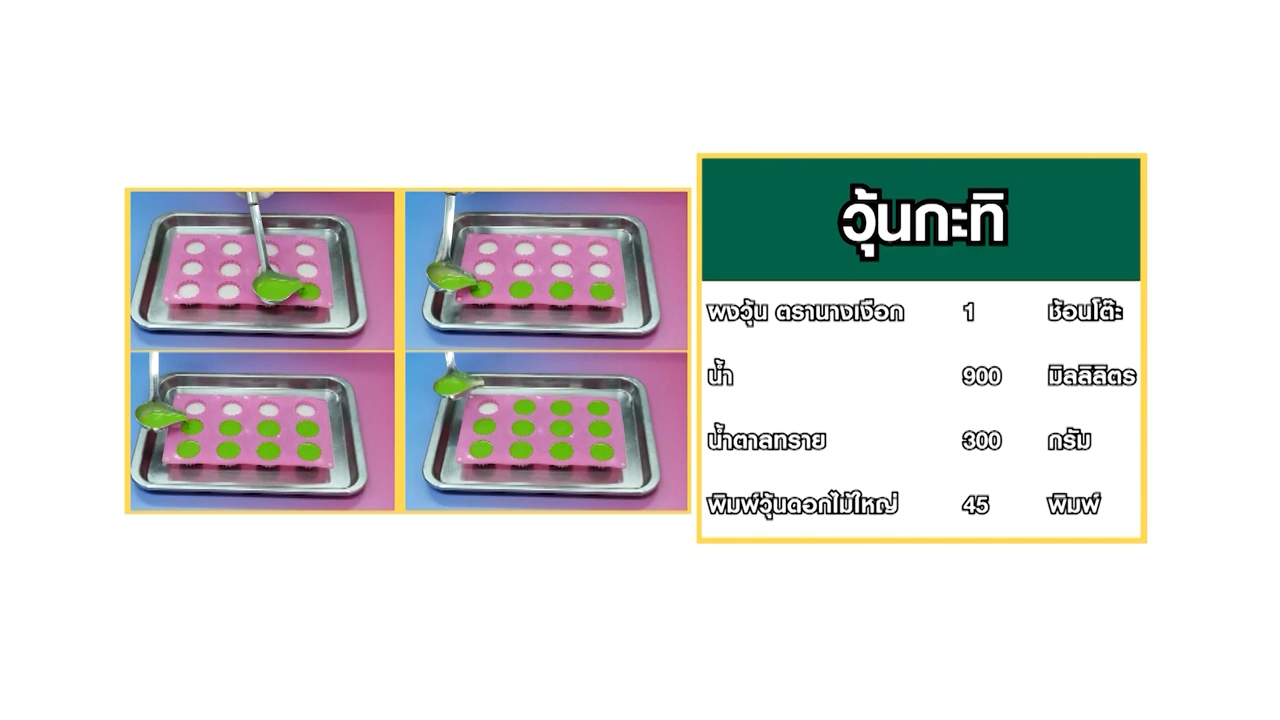 วุ้นกะทิ
ผงวุ้น ตรานางเงือก 1 ช้อนโต๊ะ
น้ำ 900 มิลลิลิตร
น้ำตาลทราย 300 กรัม
พิมพ์วุ้นดอกไม้ใหญ่ 45 พิมพ์